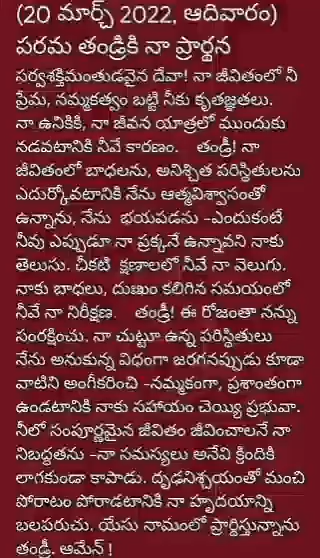 (20 మార్చ్ 2022, ఆదివారం)
పరమ తండ్రికి నా ప్రార్థన
సర్వశక్తిమంతుడవైన దేవా! నా జీవితంలో నీ
ప్రేమ, నమ్మకత్వం బట్టి నీకు కృతజ్ఞతలు.
నా ఉనికికి, నా జీవన యాత్రలో ముందుకు
నడవటానికి నీవే కారణం. తండ్రీ! నా
జీవితంలో బాధలను, అనిశ్చిత పరిస్థితులను
ఎదుర్కోవటానికి నేను ఆత్మవిశ్వాసంతో
ఉన్నాను, నేను భయపడను -ఎందుకంటే
నీవు ఎప్పుడూ నా ప్రక్కనే ఉన్నావని నాకు
తెలుసు. చీకటి క్షణాలలో నీవే నా వెలుగు.
నాకు బాధలు, దుఃఖం కలిగిన సమయంలో
నీవే నా నిరీక్షణ. తండ్రీ! ఈ రోజంతా నన్ను
సంరక్షించు. నా చుట్టూ ఉన్న పరిస్థితులు
నేను అనుకున్న విధంగా జరగనప్పుడు కూడా
వాటిని అంగీకరించి -నమ్మకంగా, ప్రశాంతంగా
ఉండటానికి నాకు సహాయం చెయ్యి ప్రభువా.
నీలో సంపూర్ణమైన జీవితం జీవించాలనే నా
నిబద్ధతను -నా సమస్యలు అనేవి క్రిందికి
లాగకుండా కాపాడు. దృఢనిశ్చయంతో మంచి
పోరాటం పోరాడటానికి నా హృదయాన్ని
బలపరుచు. యేసు నామంలో ప్రార్థిస్తున్నాను
తండ్రీ. ఆమేన్ !